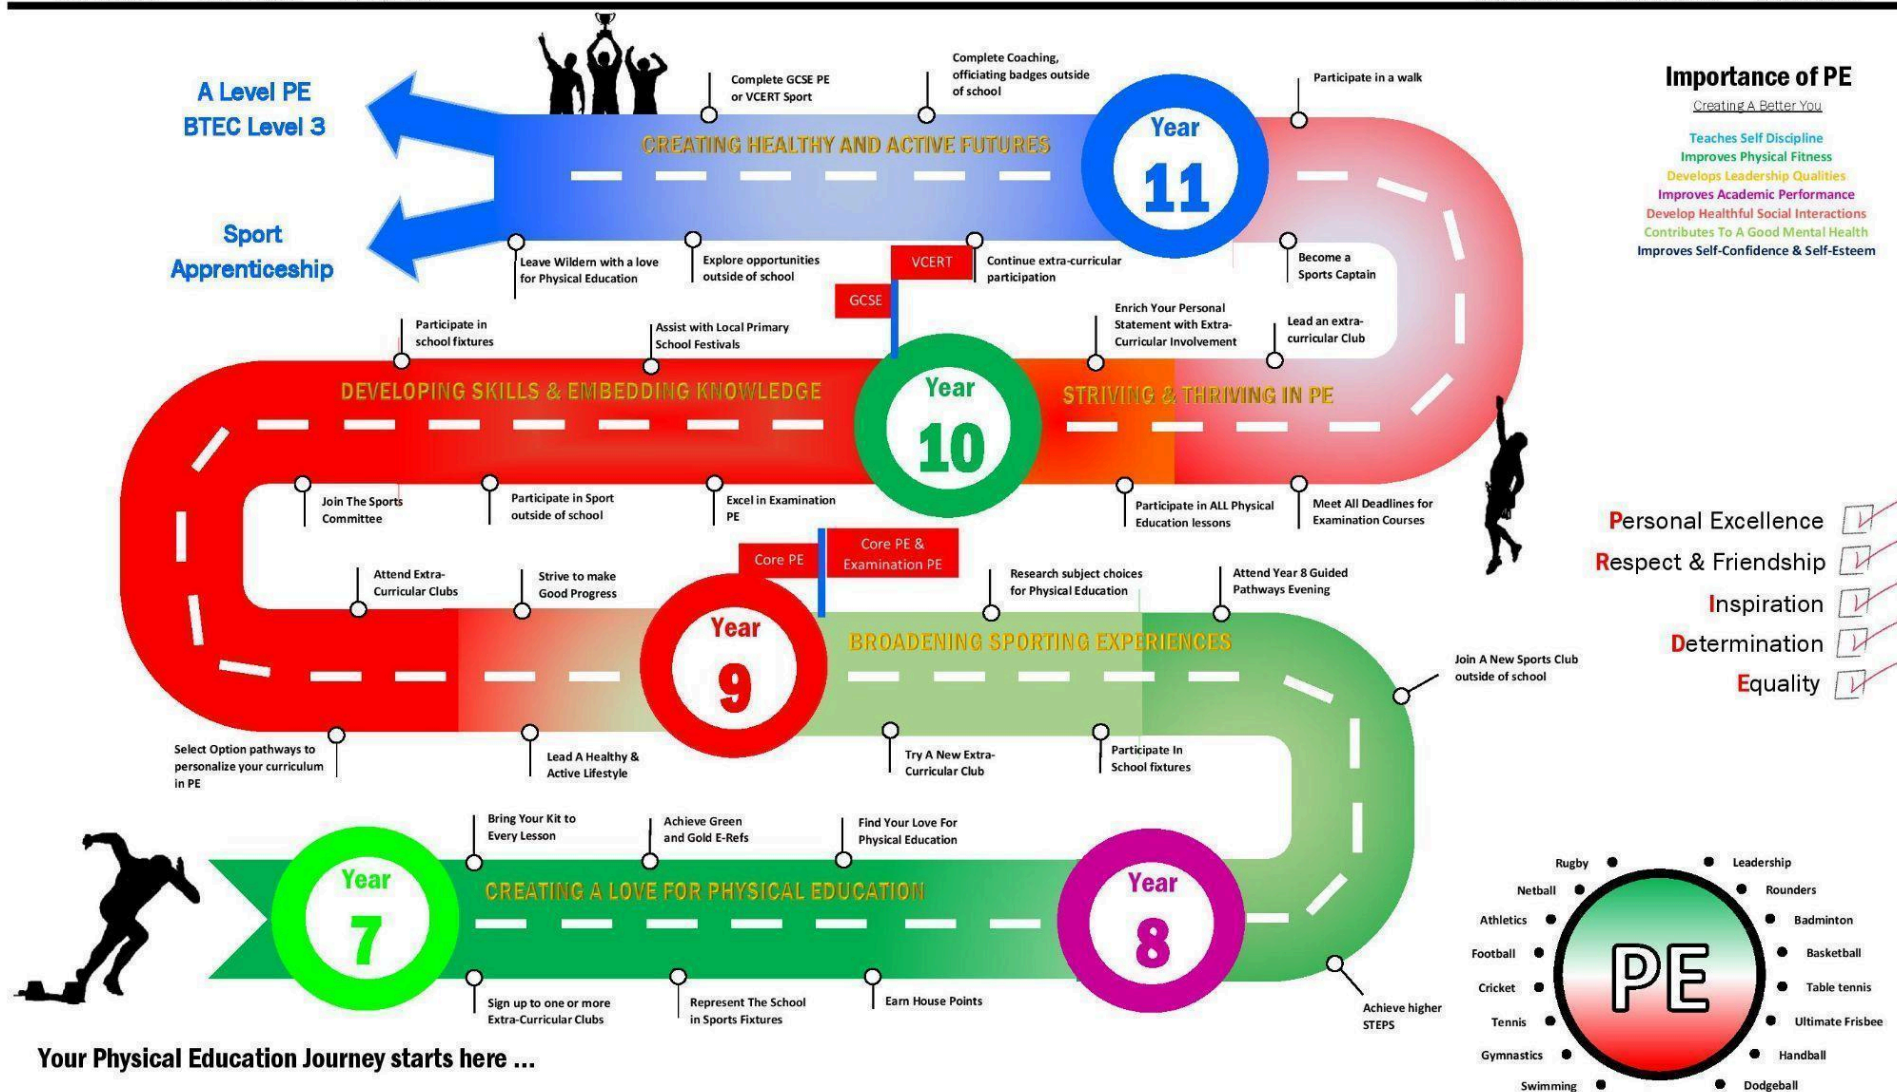 A Level PE
BTEC Level 3
Sport
Apprenticeship
Complete GCSE PE
or VCERT Sport
Complete Coaching,
officiating badges outside
of school
Participate in a walk
CREATING HEALTHY AND ACTIVE FUTURES
Year
11
Leave Wildern with a love
for Physical Education
Explore opportunities
outside of school
Continue extra-curricular
participation
Become a
Sports Captain
VCERT
GCSE
Participate in
school fixtures
Assist with Local Primary
School Festivals
Enrich Your Personal
Statement with Extra-
Curricular Involvement
Lead an extra-
curricular Club
DEVELOPING SKILLS & EMBEDDING KNOWLEDGE
Year
10
STRIVING & THRIVING IN PE
Join The Sports
Committee
Participate in Sport
outside of school
Excel in Examination
PE
Participate in ALL Physical
Education lessons
Meet All Deadlines for
Examination Courses
Core PE
Core PE &
Examination PE
Attend Extra-
Curricular Clubs
Strive to make
Good Progress
Research subject choices
for Physical Education
Attend Year 8 Guided
Pathways Evening
Year
9
BROADENING SPORTING EXPERIENCES
Join A New Sports Club
outside of school
Select Option pathways to
personalize your curriculum
in PE
Lead A Healthy &
Active Lifestyle
Try A New Extra-
Curricular Club
Participate In
School fixtures
Bring Your Kit to
Every Lesson
Achieve Green
and Gold E-Refs
Find Your Love For
Physical Education
Year
7
CREATING A LOVE FOR PHYSICAL EDUCATION
Year
8
Sign up to one or more
Extra-Curricular Clubs
Represent The School
in Sports Fixtures
Earn House Points
Achieve higher
STEPS
Your Physical Education Journey starts here ...
Importance of PE
Creating A Better You
Teaches Self Discipline
Improves Physical Fitness
Develops Leadership Qualities
Improves Academic Performance
Develop Healthful Social Interactions
Contributes To A Good Mental Health
Improves Self-Confidence & Self-Esteem
Personal Excellence
Respect & Friendship
Inspiration
Determination
Equality
Rugby
Netball
Athletics
Football
Cricket
Tennis
Gymnastics
Swimming
PE
Leadership
Rounders
Badminton
Basketball
Table tennis
Ultimate Frisbee
Handball
Dodgeball